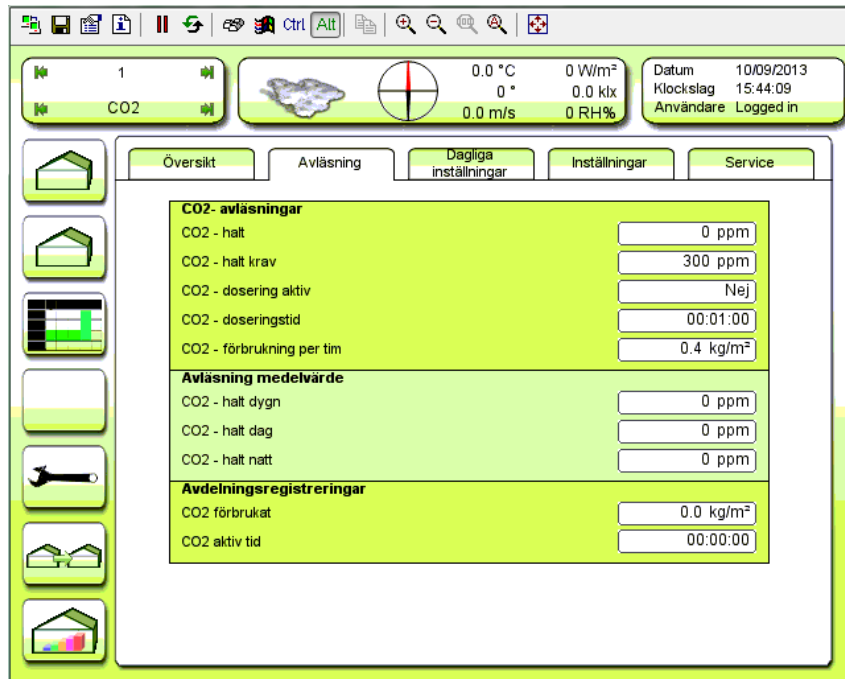 Ctrl Alt
1
CO2
0.0 °C 0 W/m²
0 ° 0.0 klx
0.0 m/s 0 RH%
Datum 10/09/2013
Klockslag 15:44:09
Användare Logged in
Översikt
Avläsning
Dagliga
inställningar
Inställningar
Service
CO2- avläsningar
CO2 - halt 0 ppm
CO2 - halt krav 300 ppm
CO2 - dosering aktiv Nej
CO2 - doseringstid 00:01:00
CO2 - förbrukning per tim 0.4 kg/m²
Avläsning medelvärde
CO2 - halt dygn 0 ppm
CO2 - halt dag 0 ppm
CO2 - halt natt 0 ppm
Avdelningsregistreringar
CO2 förbrukat 0.0 kg/m²
CO2 aktiv tid 00:00:00